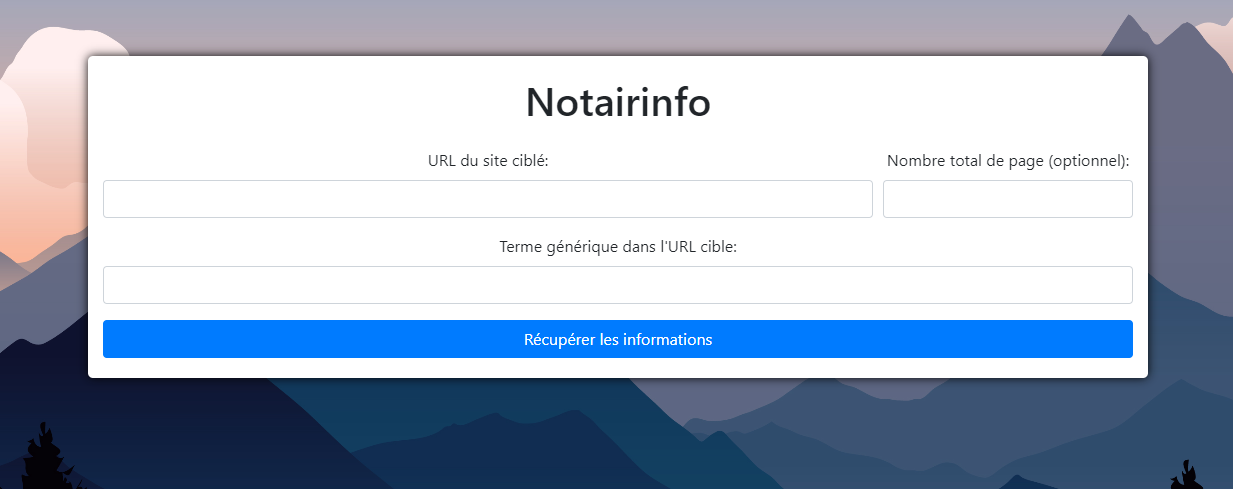 Notairinfo
URL du site ciblé:
Nombre total de page (optionnel):
Terme générique dans l'URL cible:
Récupérer les informations